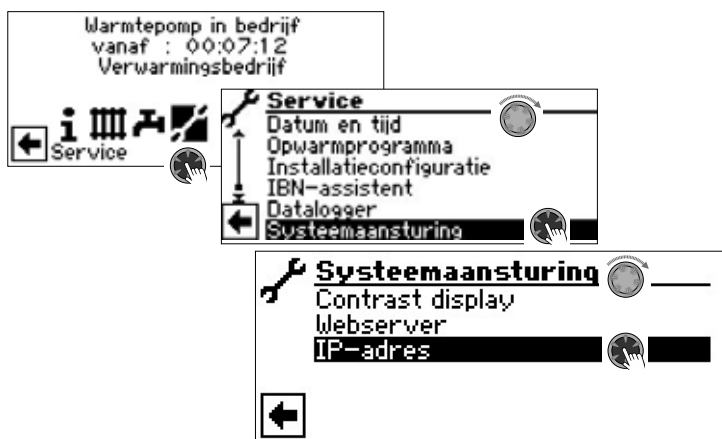 Warmtepomp in bedrijf
vanaf : 00:07:12
Verwarmingsbedrijf
Service
Service
Datum en tijd
Opwarmprogramma
Installatieconfiguratie
IBN-assistent
Datalogger
Systeemaansturing
Systeemaansturing
Contrast display
Webserver
IP-adres